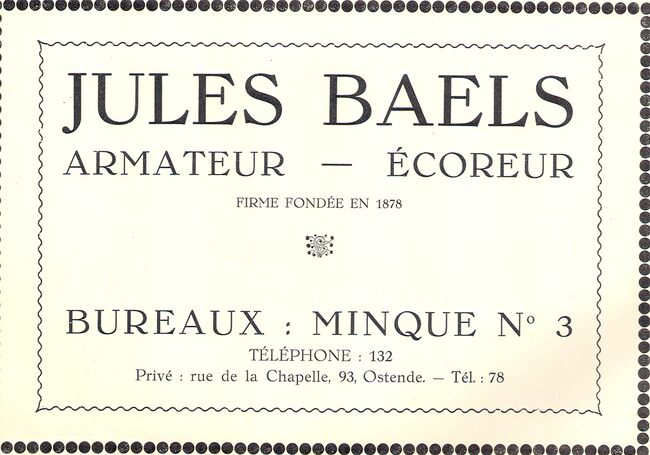 JULES BAELS
ARMATEUR — ÉCOREUR
FIRME FONDÉE EN 1878
BUREAUX : MINQUE Nº 3
TÉLÉPHONE : 132
Privé : rue de la Chapelle, 93, Ostende. — Tél. : 78